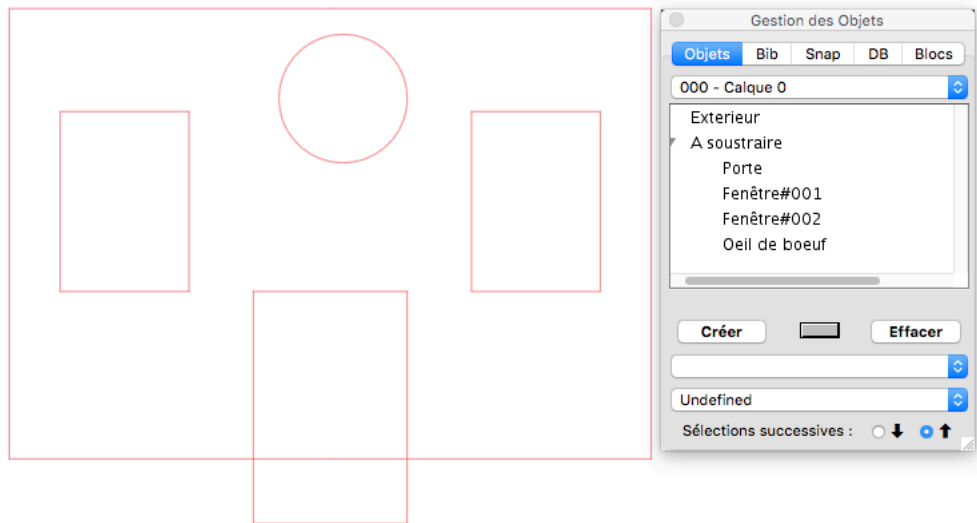 Gestion des Objets
Objets Bib Snap DB Blocs
000 - Calque 0
Exterieur
A soustraire
Porte
Fenêtre#001
Fenêtre#002
Oeil de boeuf
Créer Effacer
Undefined
Sélections successives :